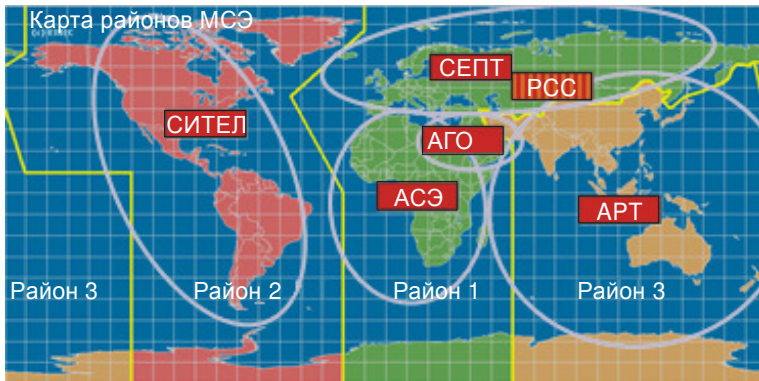 Карта районов МСЭ
СЕПТ
РСС
СИТЕЛ
АГО
АСЭ
АРТ
Район 3
Район 2
Район 1
Район 3